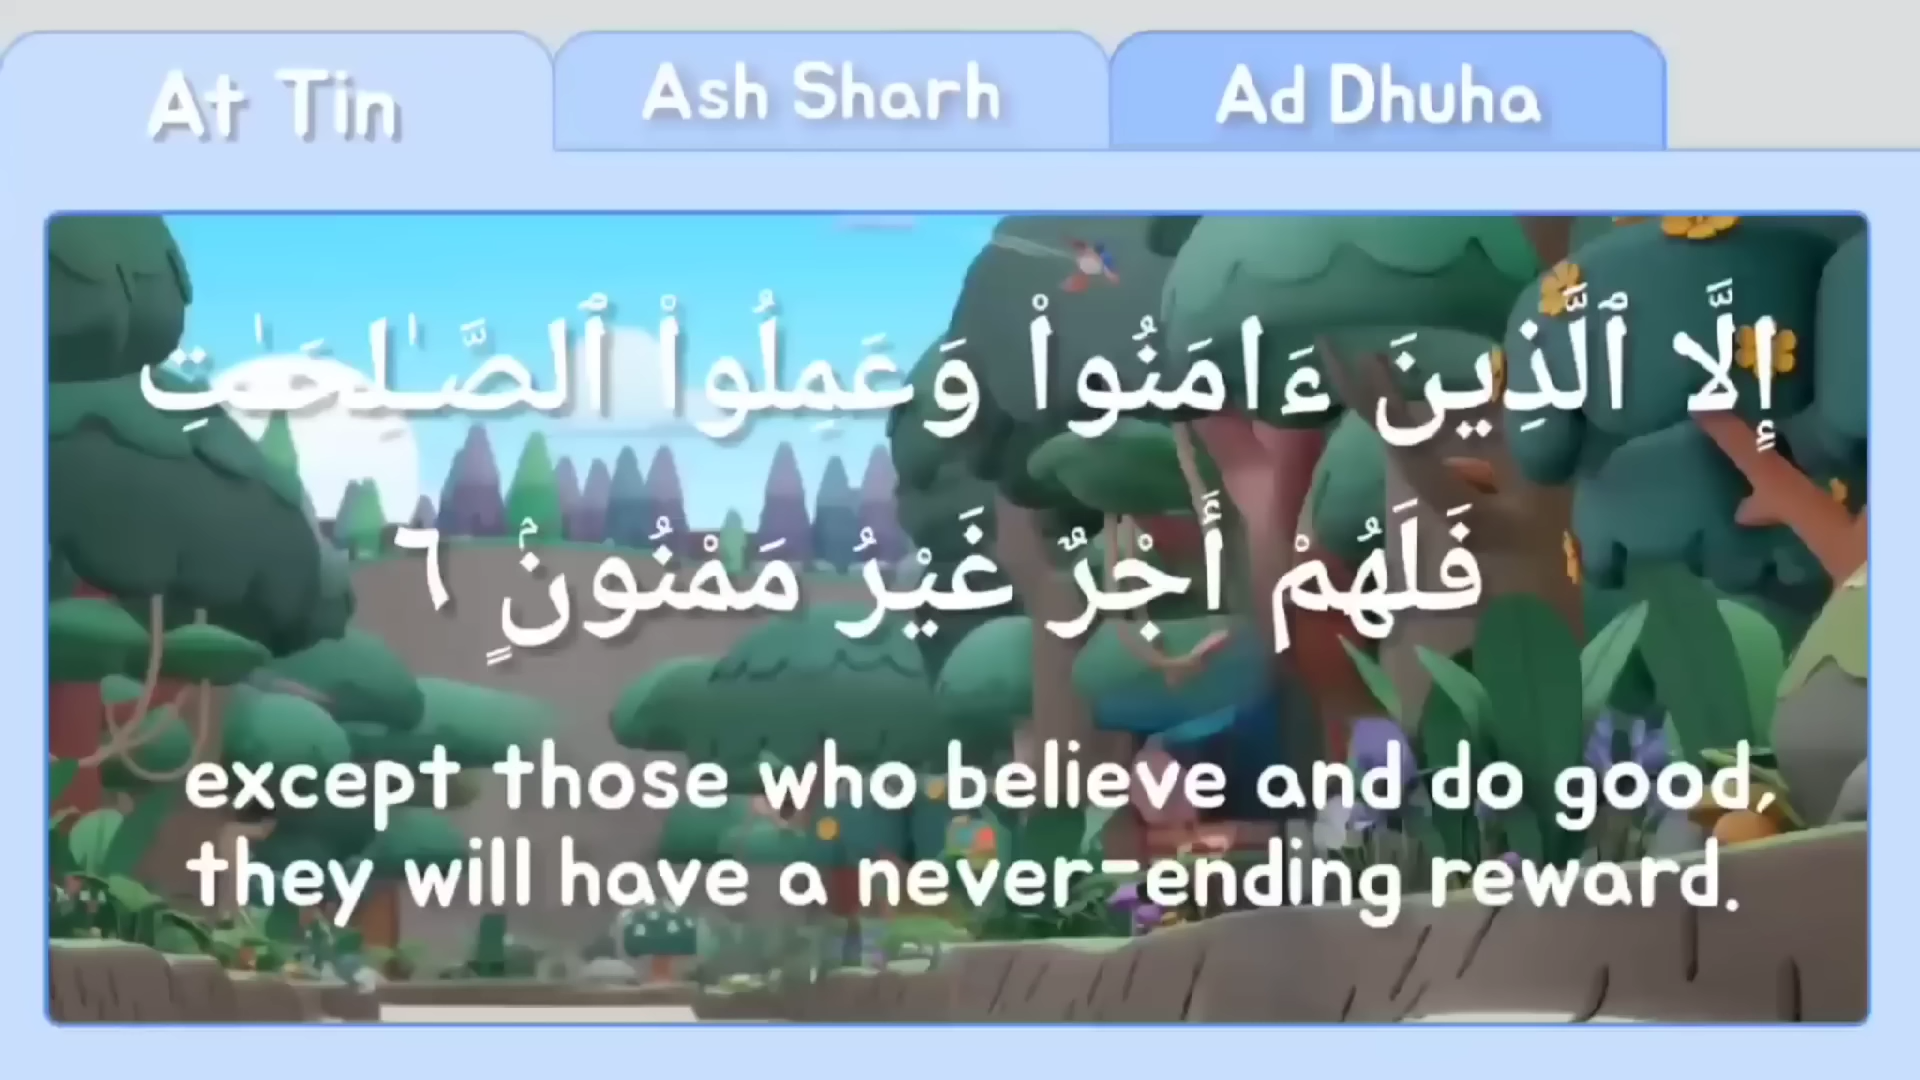 At Tin
Ash Sharh
Ad Dhuha
إِلَّا ٱلَّذِينَ ءَامَنُوا۟ وَعَمِلُوا۟ ٱلصَّـٰلِحَـٰتِ
فَلَهُمْ أَجْرٌ غَيْرُ مَمْنُونٍۢ ٦
except those who believe and do good,
they will have a never-ending reward.